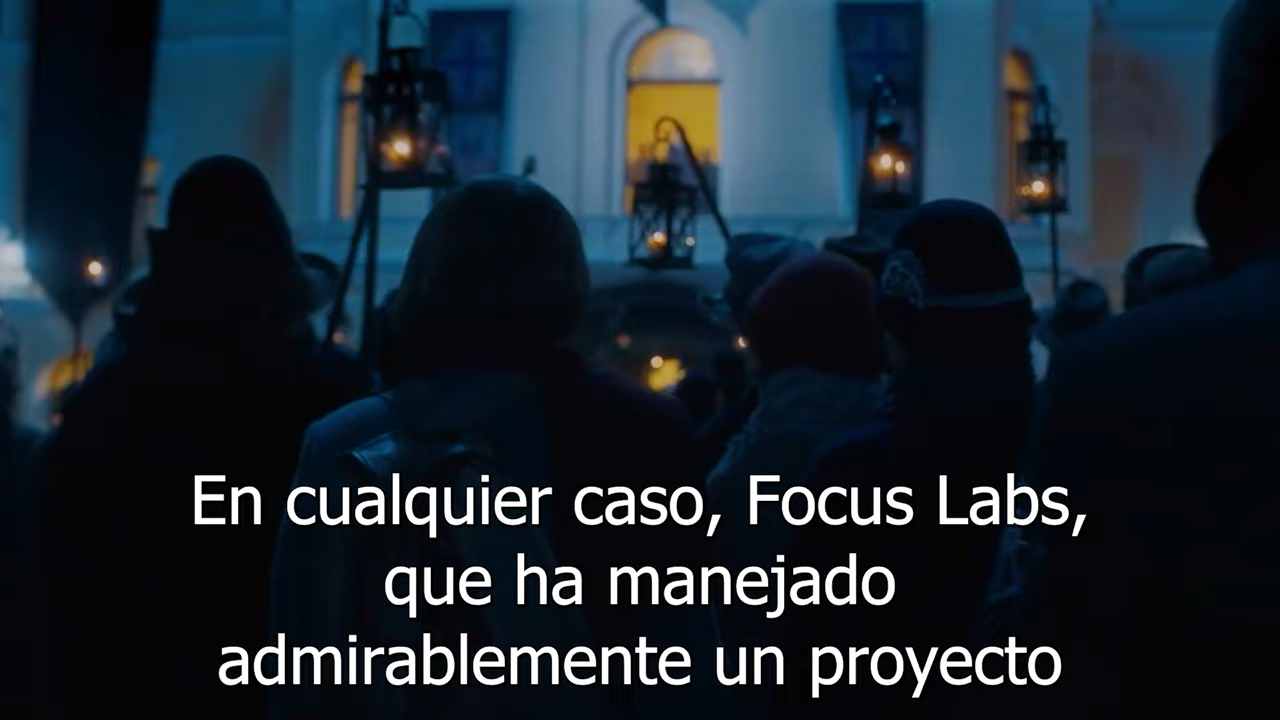 En cualquier caso, Focus Labs,
que ha manejado
admirablemente un proyecto